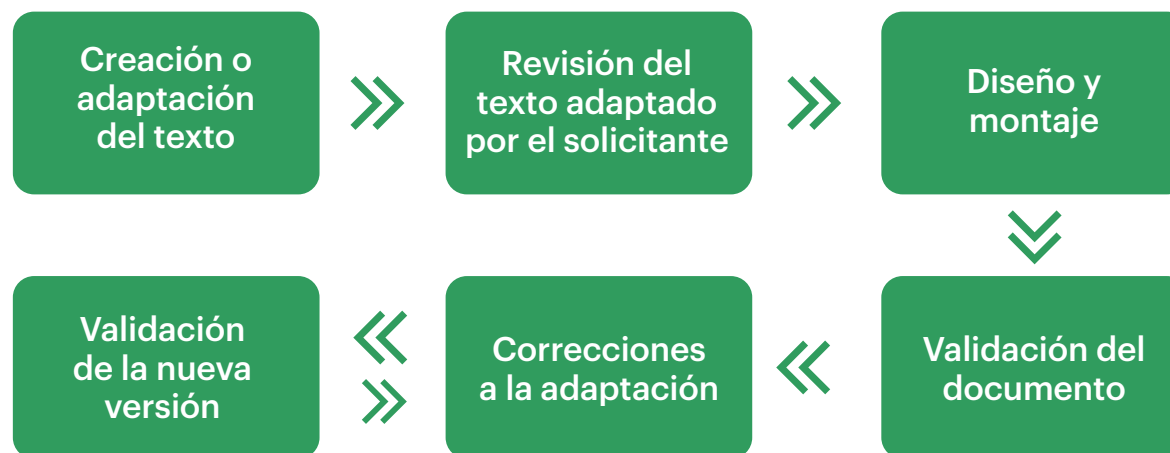 Creación o
adaptación
del texto
Revisión del
texto adaptado
por el solicitante
Diseño y
montaje
Validación
de la nueva
versión
Correcciones
a la adaptación
Validación del
documento